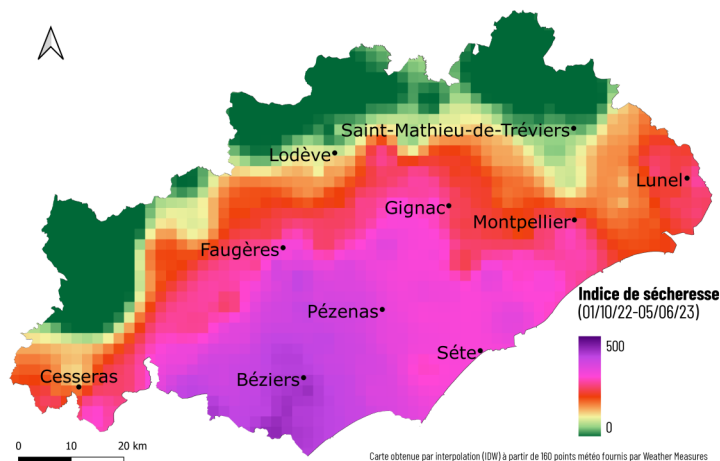 Saint-Mathieu-de-Tréviers
Lodève
Lunel
Gignac
Montpellier
Faugères
Indice de sécheresse
(01/10/22-05/06/23)
Pézenas
500
Séte
Cesseras
Béziers
0
0 10 20 km
Carte obtenue par interpolation (IDW) à partir de 160 points météo fournis par Weather Measures